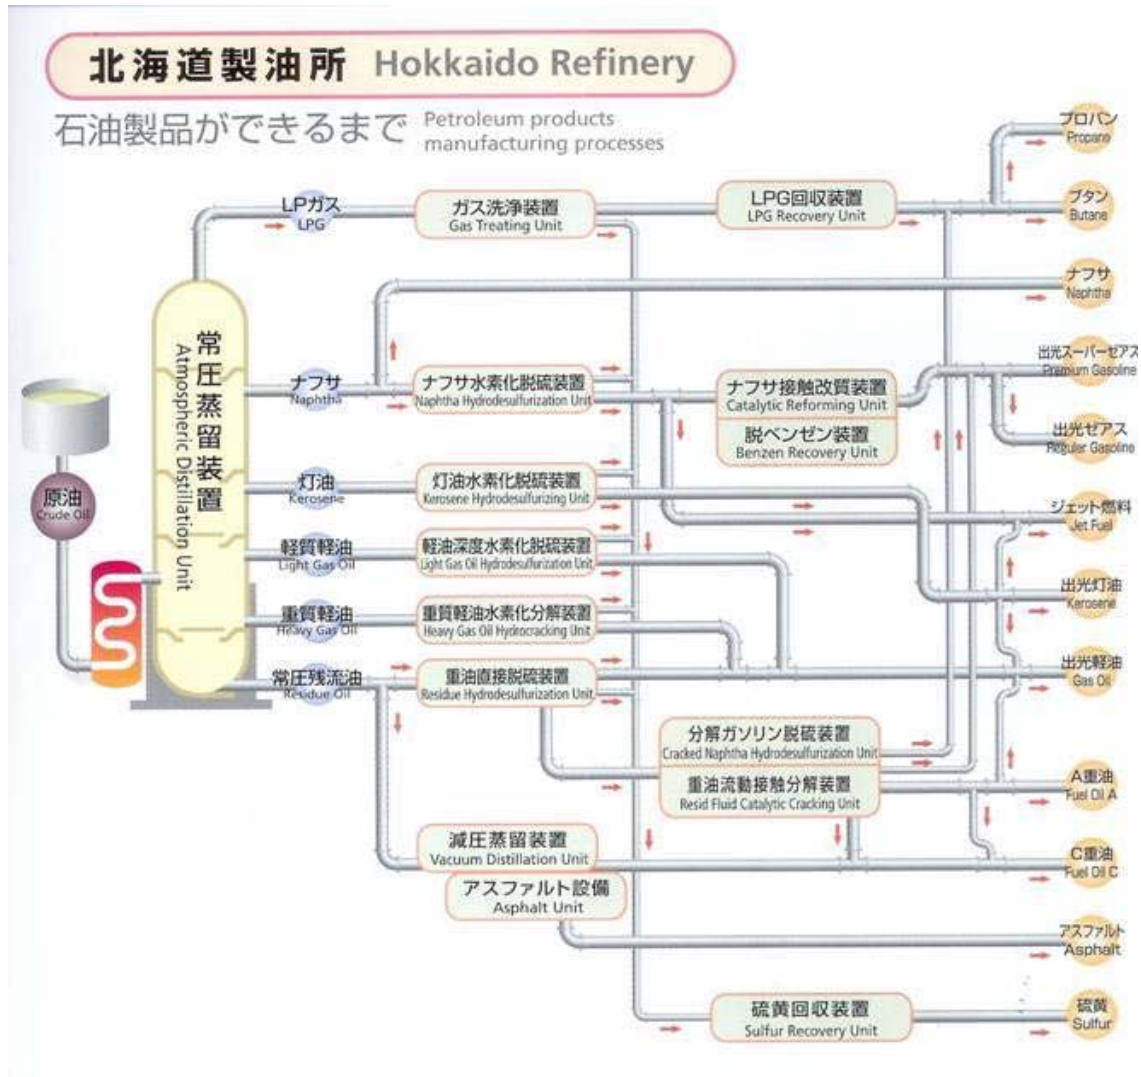 北海道製油所 Hokkaido Refinery
石油製品ができるまで Petroleum products
manufacturing processes
プロパン
Propane
LPガス
LPG
ガス洗浄装置
Gas Treating Unit
LPG回収装置
LPG Recovery Unit
ブタン
Butane
ナフサ
Naphtha
常圧蒸留装置
Atmospheric Distillation Unit
ナフサ
Naphtha
ナフサ水素化脱硫装置
Naphtha Hydrodesulfurization Unit
ナフサ接触改質装置
Catalytic Reforming Unit
脱ベンゼン装置
Benzen Recovery Unit
出光スーパーゼアス
Premium Gasoline
出光ゼアス
Regular Gasoline
原油
Crude Oil
灯油
Kerosene
灯油水素化脱硫装置
Kerosene Hydodesulfurizing Unit
ジェット燃料
Jet Fuel
軽質軽油
Light Gas Oil
軽油深度水素化脱硫装置
Light Gas Oil Hydrodesulfurization Unit
出光灯油
Kerosene
重質軽油
Heavy Gas Oil
重質軽油水素化分解装置
Heavy Gas Oil Hydrocracking Unit
常圧残流油
Residue Oil
重油直接脱硫装置
Residue Hydrodesulfurization Unit
出光軽油
Gas Oil
分解ガソリン脱硫装置
Cracked Naphtha Hydrodesulfurization Unit
重油流動接触分解装置
Resid Fluid Catalytic Cracking Unit
A重油
Fuel Oil A
減圧蒸留装置
Vacuum Distillation Unit
アスファルト設備
Asphalt Unit
C重油
Fuel Oil C
アスファルト
Asphalt
硫黄回収装置
Sulfur Recovery Unit
硫黄
Sulfur